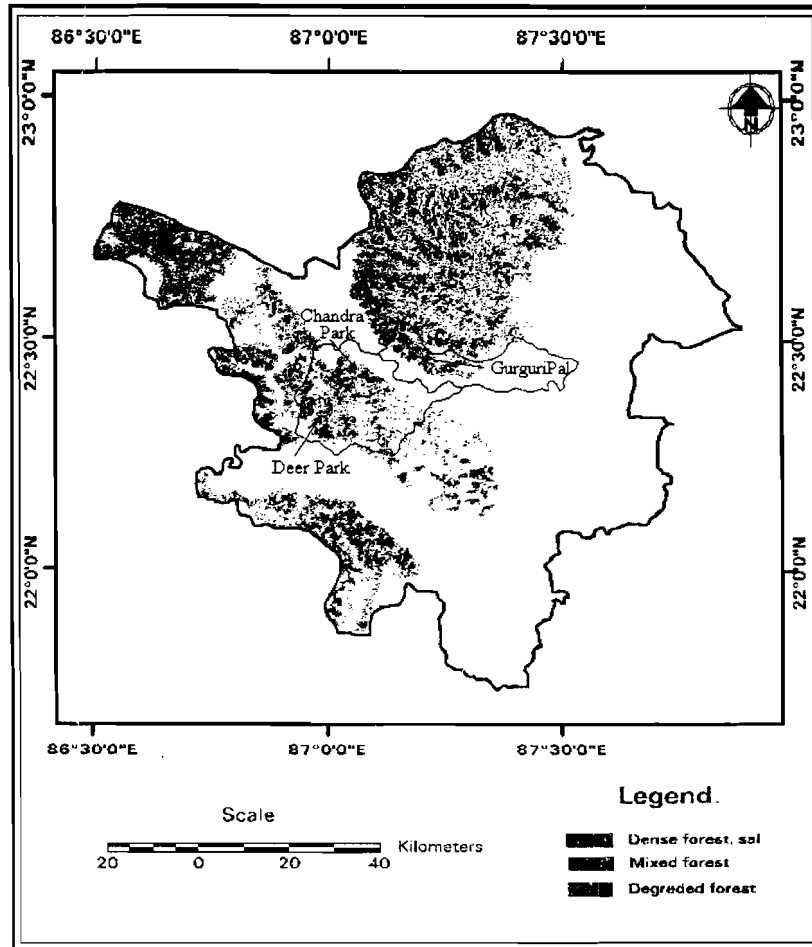 86°30'0"E 87°0'0"E 87°30'0"E
23°0'0"N 23°0'0"N
N
Chandra
Park
22°30'0"N 22°30'0"N
GurguriPal
Deer Park
22°0'0"N 22°0'0"N
86°30'0"E 87°0'0"E 87°30'0"E
Scale
Kilometers
20 0 20 40
Legend.
Dense forest, sal
Mixed forest
Degreded forest